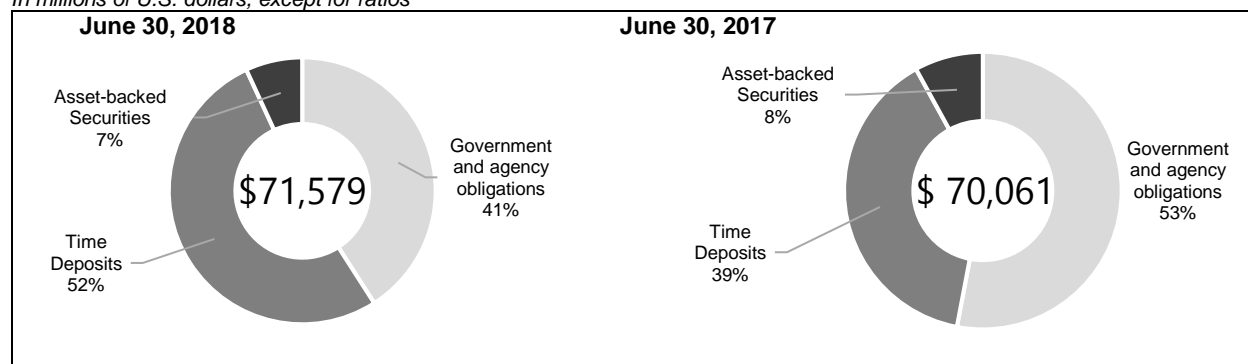 In millions of U.S. dollars, except for ratios
June 30, 2018
Asset-backed
Securities
7%
Government
and agency
obligations
41%
$71,579
Time
Deposits
52%
June 30, 2017
Asset-backed
Securities
8%
Government
and agency
obligations
53%
$ 70,061
Time
Deposits
39%